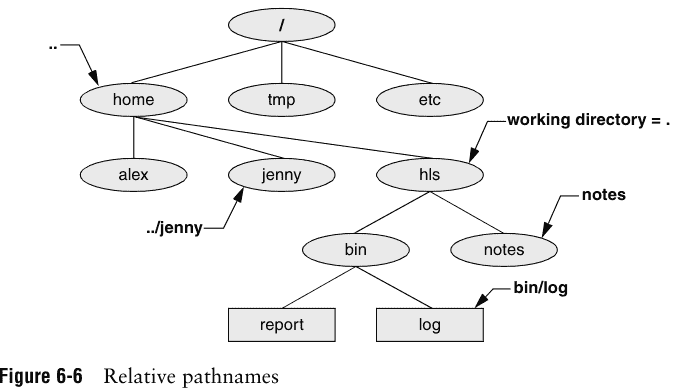 /
..
home
tmp
etc
working directory = .
alex
jenny
hls
notes
../jenny
bin
notes
bin/log
report
log
Figure 6-6 Relative pathnames